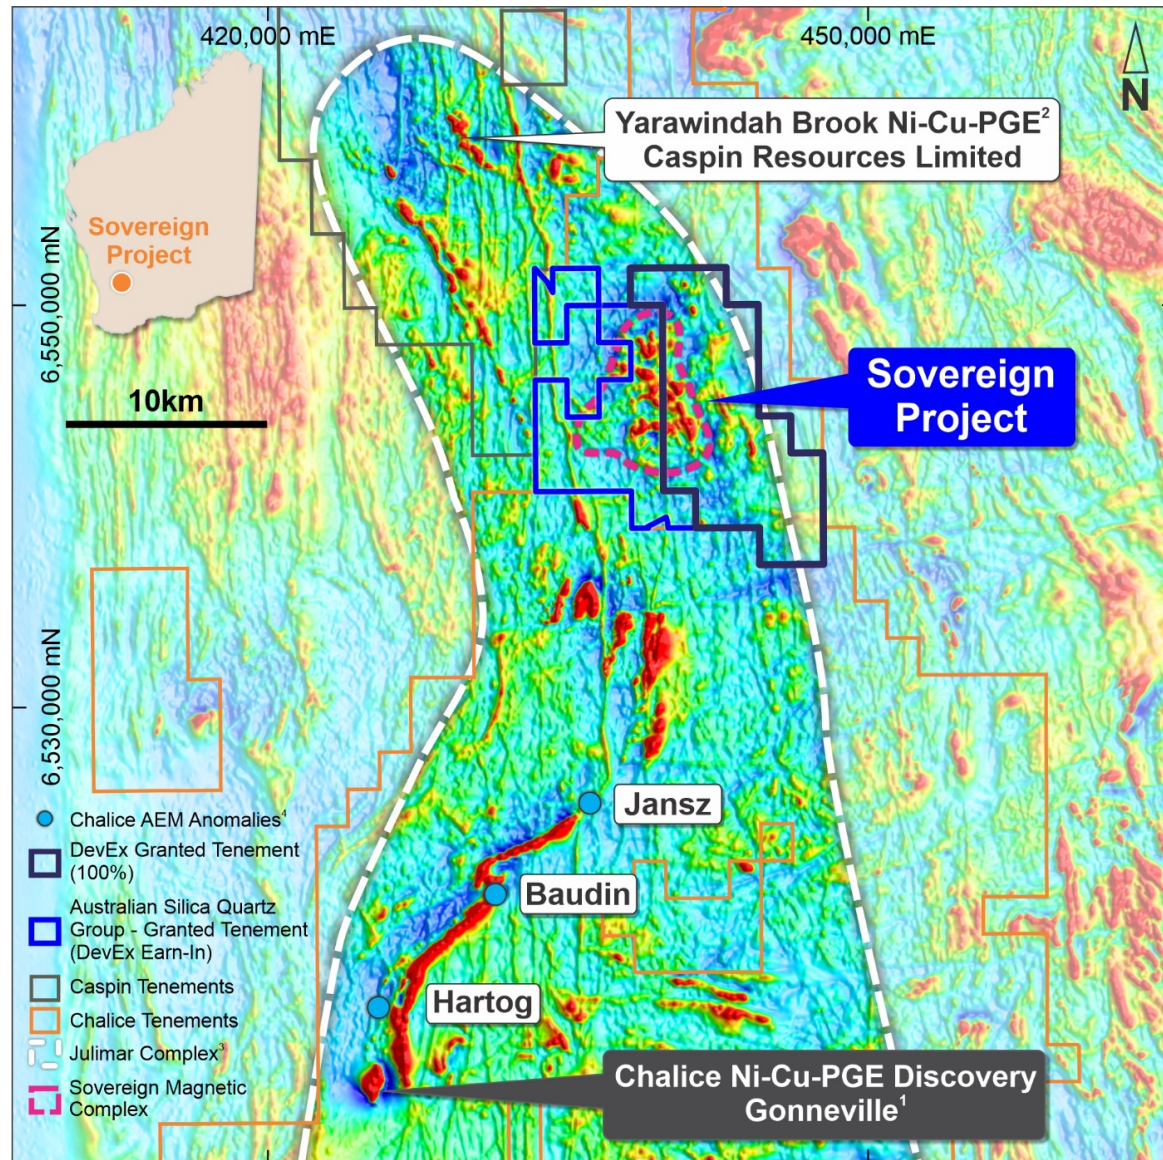 420,000 mE
450,000 mE
N
Yarawindah Brook Ni-Cu-PGE²
Caspin Resources Limited
Sovereign
Project
6,550,000 mN
10km
Sovereign
Project
6,530,000 mN
Jansz
Baudin
Hartog
Chalice Ni-Cu-PGE Discovery
Gonneville¹
Chalice AEM Anomalies⁴
DevEx Granted Tenement
(100%)
Australian Silica Quartz
Group - Granted Tenement
(DevEx Earn-In)
Caspin Tenements
Chalice Tenements
Julimar Complex³
Sovereign Magnetic
Complex